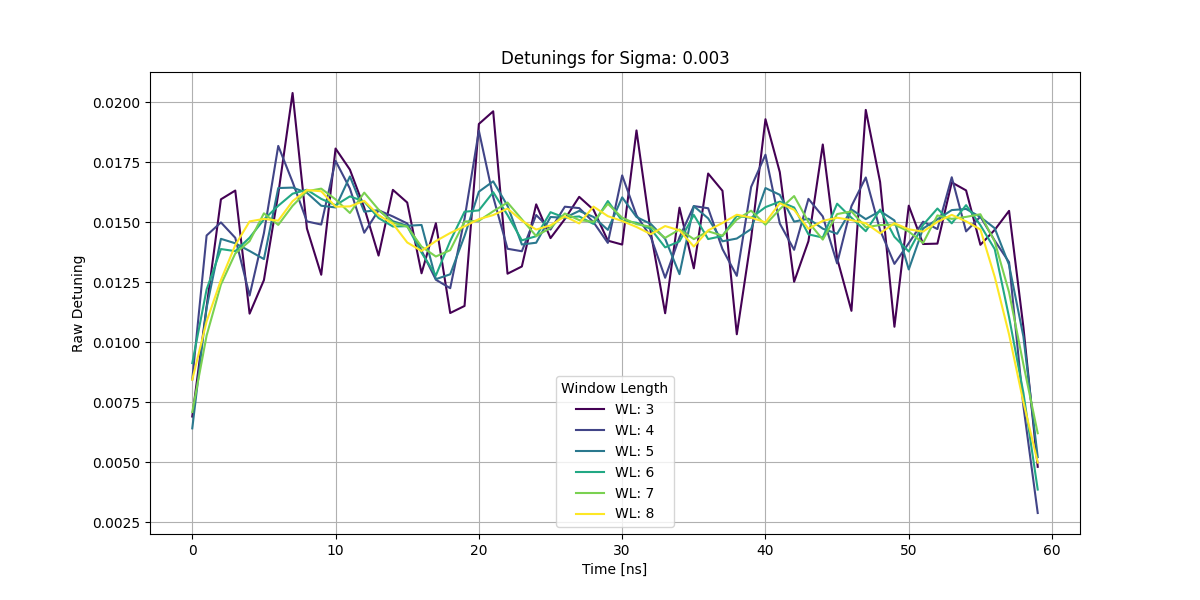 Detunings for Sigma: 0.003
Raw Detuning
0.0200
0.0175
0.0150
0.0125
0.0100
0.0075
0.0050
0.0025
Window Length
WL: 3
WL: 4
WL: 5
WL: 6
WL: 7
WL: 8
0 10 20 30 40 50 60
Time [ns]